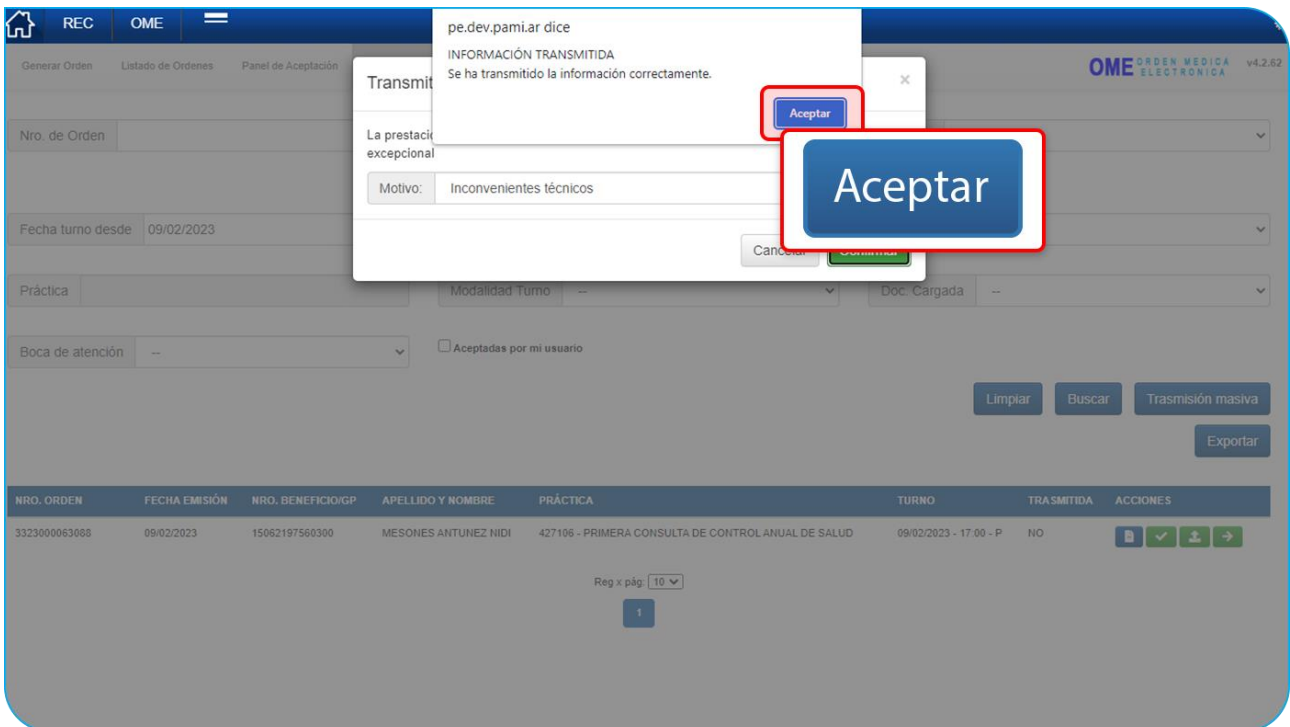 REC OME
pe.dev.pami.ar dice
INFORMACIÓN TRANSMITIDA
Se ha transmitido la información correctamente.
Aceptar
Generar Orden Listado de Ordenes Panel de Aceptación
OME ORDEN MEDICA ELECTRONICA v4.2.62
Transmit
×
La prestació
excepcional
Motivo: Inconvenientes técnicos
Aceptar
Cancelar Confirmar
Nro. de Orden
Fecha turno desde 09/02/2023
Práctica Modalidad Turno -- Doc. Cargada --
Boca de atención -- Aceptadas por mi usuario
Limpiar Buscar Trasmisión masiva
Exportar
NRO. ORDEN FECHA EMISIÓN NRO. BENEFICIO/GP APELLIDO Y NOMBRE PRÁCTICA TURNO TRASMITIDA ACCIONES
3323000063088 09/02/2023 15062197560300 MESONES ANTUNEZ NIDI 427106 - PRIMERA CONSULTA DE CONTROL ANUAL DE SALUD 09/02/2023 - 17:00 - P NO
Reg x pág: 10
1